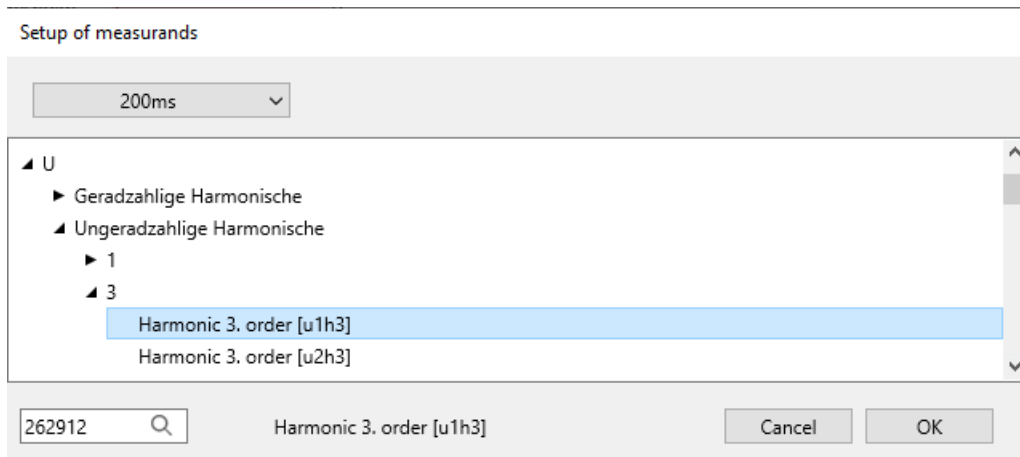 Setup of measurands
200ms
U
Geradzahlige Harmonische
Ungeradzahlige Harmonische
1
3
Harmonic 3. order [u1h3]
Harmonic 3. order [u2h3]
262912 Harmonic 3. order [u1h3] Cancel OK